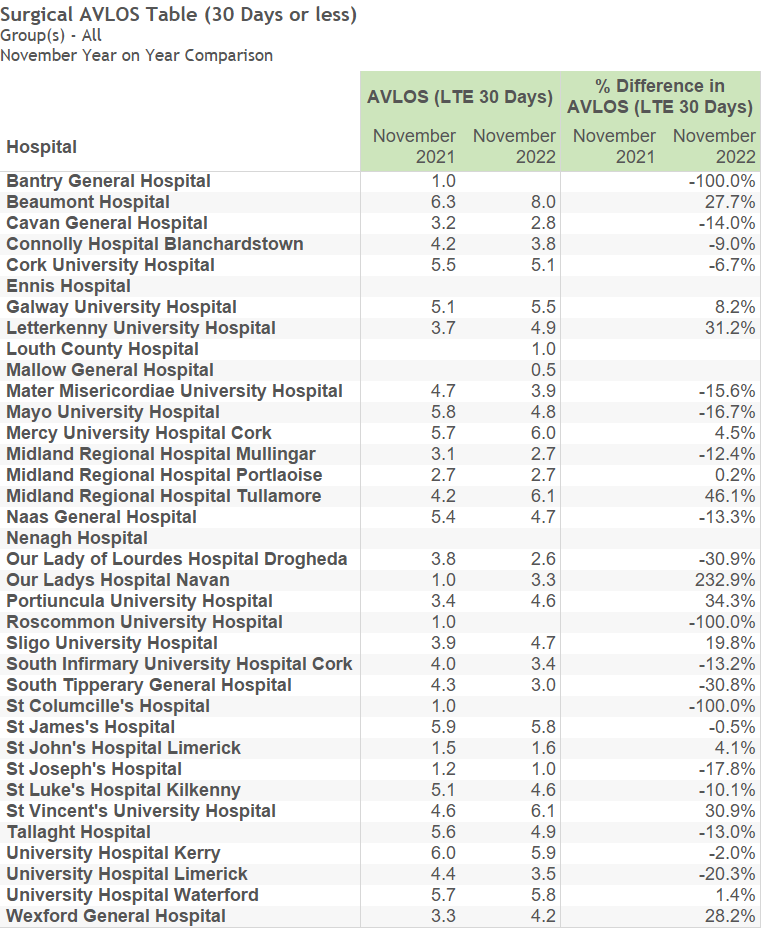 Surgical AVLOS Table (30 Days or less)
Group(s) - All
November Year on Year Comparison
AVLOS (LTE 30 Days) % Difference in AVLOS (LTE 30 Days)
Hospital November 2021 November 2022 November 2021 November 2022
Bantry General Hospital 1.0 -100.0%
Beaumont Hospital 6.3 8.0 27.7%
Cavan General Hospital 3.2 2.8 -14.0%
Connolly Hospital Blanchardstown 4.2 3.8 -9.0%
Cork University Hospital 5.5 5.1 -6.7%
Ennis Hospital
Galway University Hospital 5.1 5.5 8.2%
Letterkenny University Hospital 3.7 4.9 31.2%
Louth County Hospital 1.0
Mallow General Hospital 0.5
Mater Misericordiae University Hospital 4.7 3.9 -15.6%
Mayo University Hospital 5.8 4.8 -16.7%
Mercy University Hospital Cork 5.7 6.0 4.5%
Midland Regional Hospital Mullingar 3.1 2.7 -12.4%
Midland Regional Hospital Portlaoise 2.7 2.7 0.2%
Midland Regional Hospital Tullamore 4.2 6.1 46.1%
Naas General Hospital 5.4 4.7 -13.3%
Nenagh Hospital
Our Lady of Lourdes Hospital Drogheda 3.8 2.6 -30.9%
Our Ladys Hospital Navan 1.0 3.3 232.9%
Portiuncula University Hospital 3.4 4.6 34.3%
Roscommon University Hospital 1.0 -100.0%
Sligo University Hospital 3.9 4.7 19.8%
South Infirmary University Hospital Cork 4.0 3.4 -13.2%
South Tipperary General Hospital 4.3 3.0 -30.8%
St Columcille's Hospital 1.0 -100.0%
St James's Hospital 5.9 5.8 -0.5%
St John's Hospital Limerick 1.5 1.6 4.1%
St Joseph's Hospital 1.2 1.0 -17.8%
St Luke's Hospital Kilkenny 5.1 4.6 -10.1%
St Vincent's University Hospital 4.6 6.1 30.9%
Tallaght Hospital 5.6 4.9 -13.0%
University Hospital Kerry 6.0 5.9 -2.0%
University Hospital Limerick 4.4 3.5 -20.3%
University Hospital Waterford 5.7 5.8 1.4%
Wexford General Hospital 3.3 4.2 28.2%